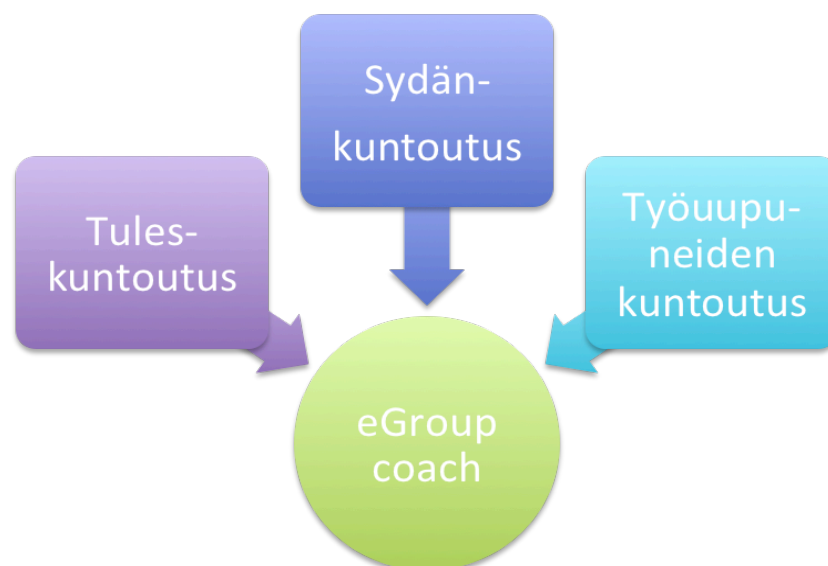 Sydän-
kuntoutus
Tules-
kuntoutus
Työuupu-
neiden
kuntoutus
eGroup
coach